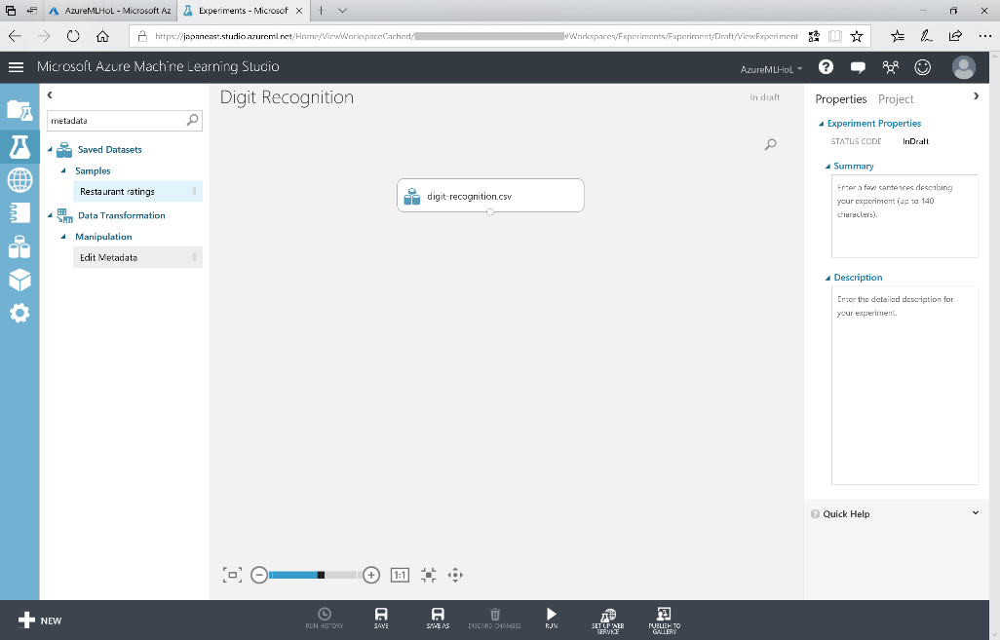 AzureMLHoL - Microsoft Az
Experiments - Microsof
https://japaneast.studio.azureml.net/Home/ViewWorkspaceCached/ #Workspaces/Experiments/Experiment/Draft/ViewExperiment
Microsoft Azure Machine Learning Studio
AzureMLHoL
metadata
Saved Datasets
Samples
Restaurant ratings
Data Transformation
Manipulation
Edit Metadata
Digit Recognition
In draft
digit-recognition.csv
1:1
Properties Project
Experiment Properties
STATUS CODE InDraft
Summary
Enter a few sentences describing
your experiment (up to 140
characters).
Description
Enter the detailed description for
your experiment.
Quick Help
NEW
RUN HISTORY
SAVE
SAVE AS
DISCARD CHANGES
RUN
SET UP WEB
SERVICE
PUBLISH TO
GALLERY